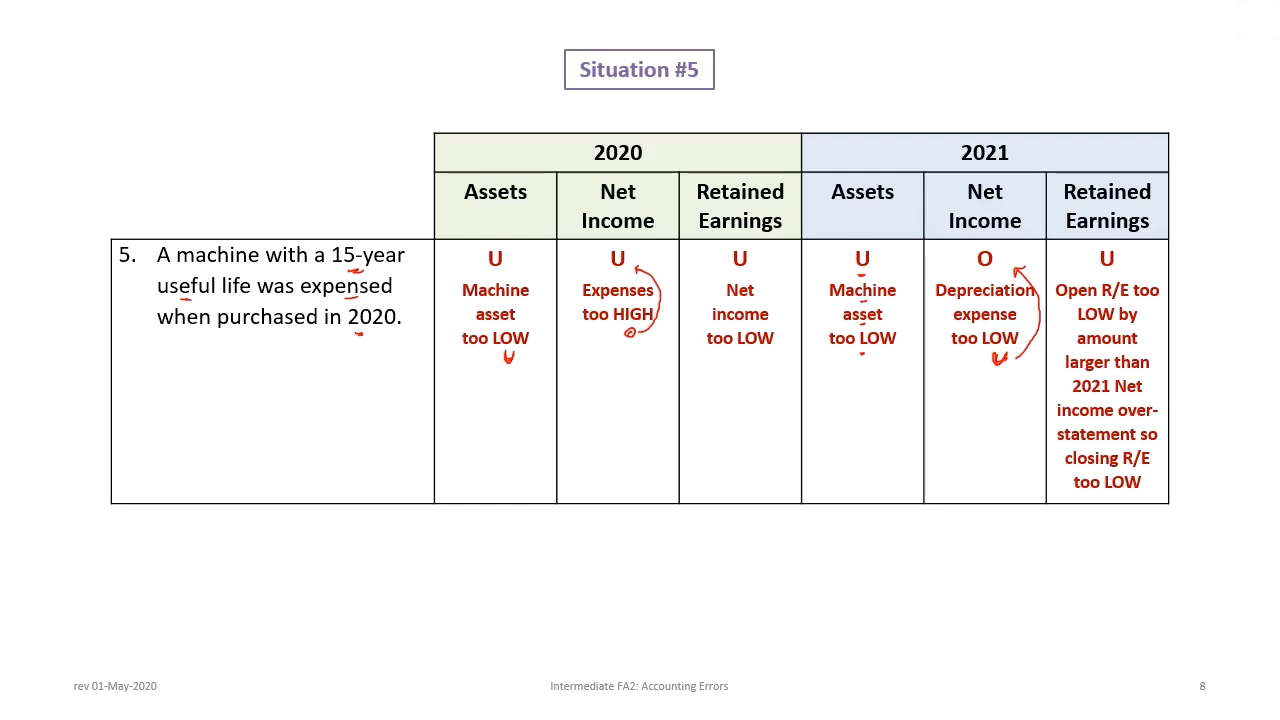 Situation #5
2020
2021
Assets
Net
Income
Retained
Earnings
Assets
Net
Income
Retained
Earnings
5. A machine with a 15-year
useful life was expensed
when purchased in 2020.
U
Machine
asset
too LOW
U
Expenses
too HIGH
U
Net
income
too LOW
U
Machine
asset
too LOW
O
Depreciation
expense
too LOW
U
Open R/E too
LOW by
amount
larger than
2021 Net
income over-
statement so
closing R/E
too LOW
U
O
U
rev 01-May-2020
Intermediate FA2: Accounting Errors
8